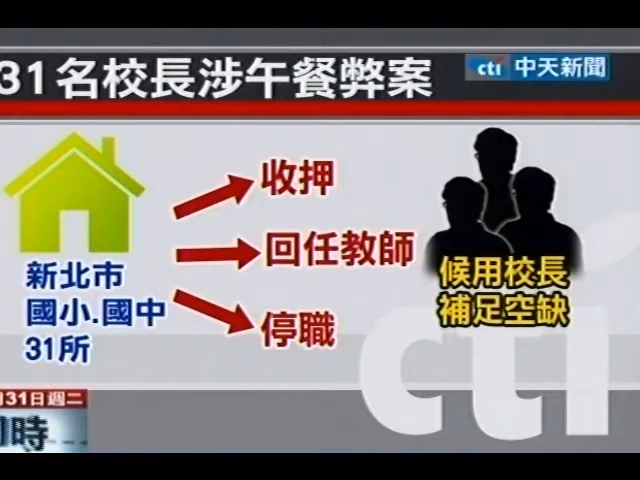 31名校長涉午餐弊案
cti 中天新聞
收押
回任教師
停職
新北市
國小.國中
31所
候用校長
補足空缺
cti
31日週二
時